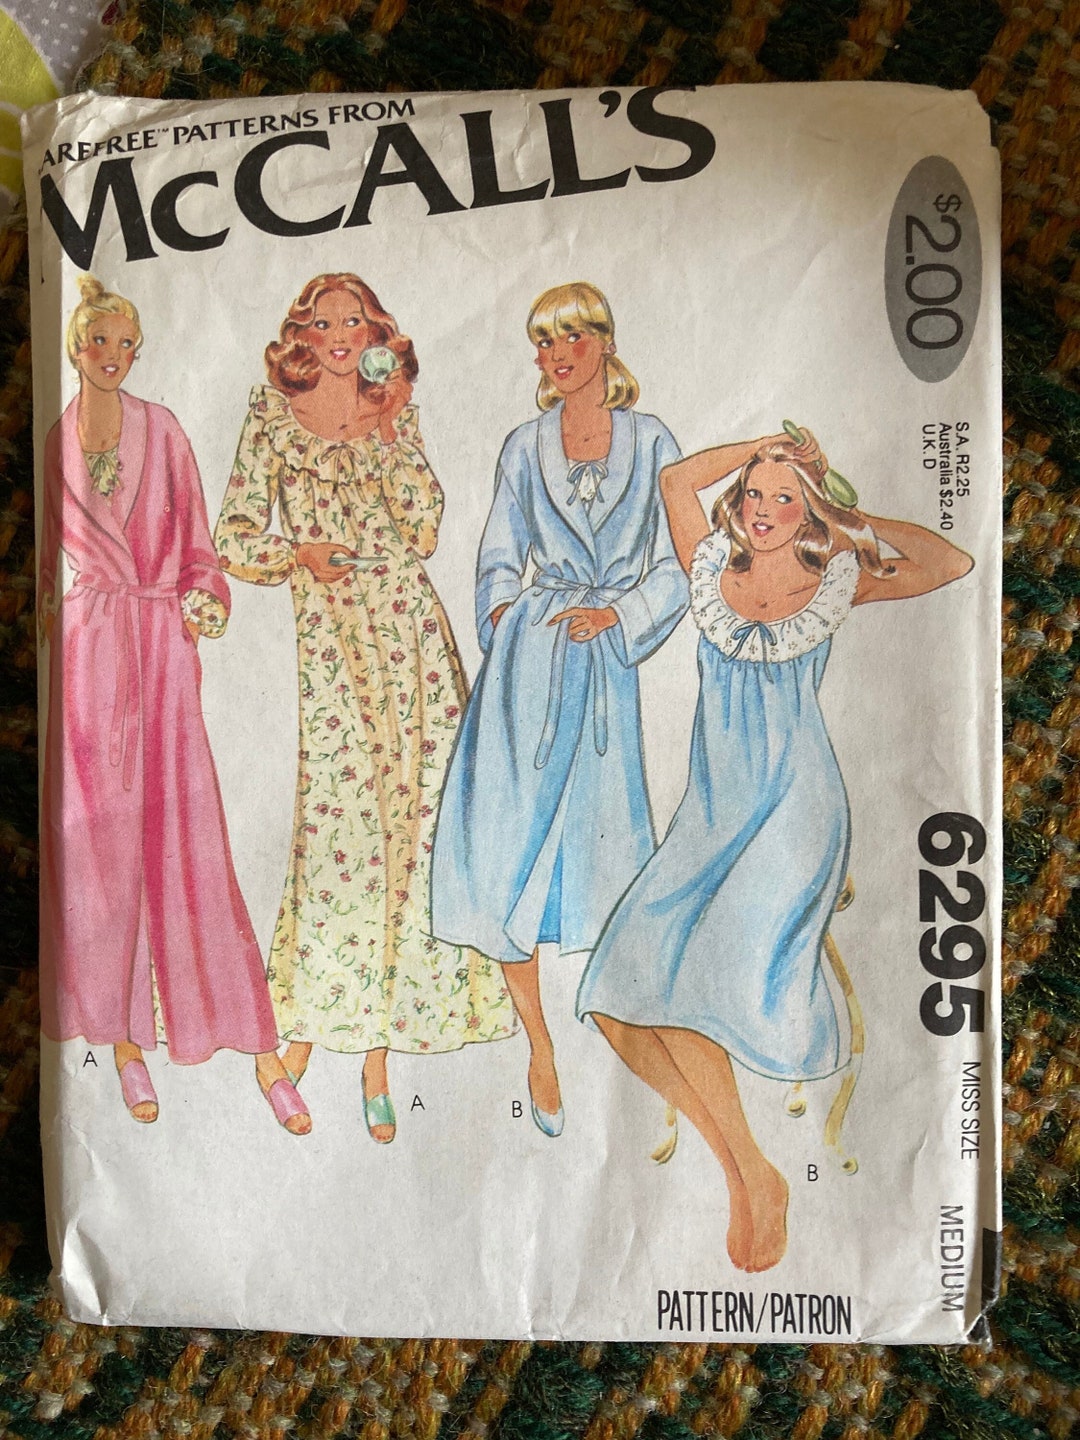 AREFREE™ PATTERNS FROM
McCALL'S
$2.00
S.A. R2.25
Australia $2.40
U.K. D
6295
MISS SIZE
MEDIUM
A
A
B
B
PATTERN/PATRON